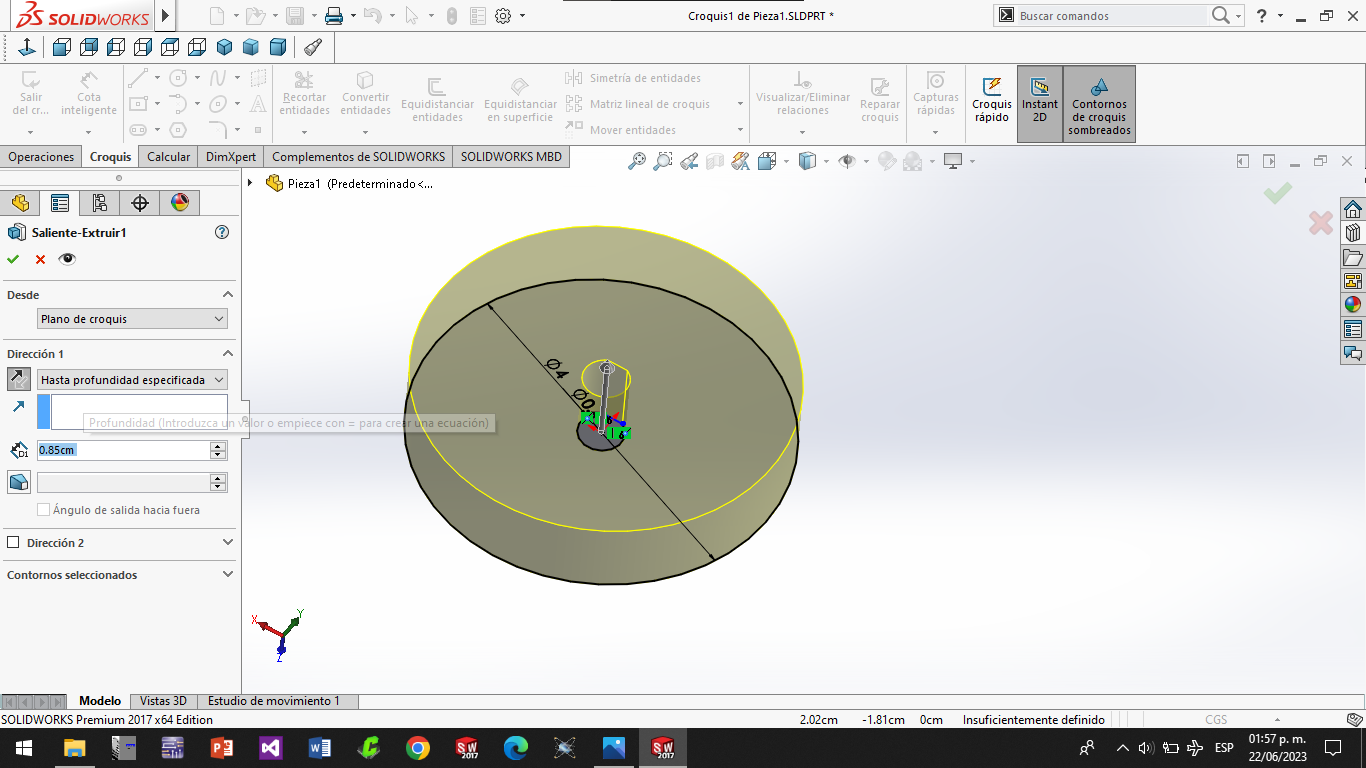 SOLIDWORKS
Croquis1 de Pieza1.SLDPRT *
Buscar comandos
?
Salir del cr...
Cota inteligente
Recortar entidades
Convertir entidades
Equidistanciar entidades
Equidistanciar en superficie
Simetría de entidades
Matriz lineal de croquis
Mover entidades
Visualizar/Eliminar relaciones
Reparar croquis
Capturas rápidas
Croquis rápido
Instant 2D
Contornos de croquis sombreados
Operaciones
Croquis
Calcular
DimXpert
Complementos de SOLIDWORKS
SOLIDWORKS MBD
Pieza1 (Predeterminado<...
Saliente-Extruir1
Desde
Plano de croquis
Dirección 1
Hasta profundidad especificada
Profundidad (Introduzca un valor o empiece con = para crear una ecuación)
D1
0.85cm
Ángulo de salida hacia fuera
Dirección 2
Contornos seleccionados
Ø4
X
Y
Z
Modelo
Vistas 3D
Estudio de movimiento 1
SOLIDWORKS Premium 2017 x64 Edition
2.02cm
-1.81cm
0cm
Insuficientemente definido
CGS
SW 2017
SW 2017
ESP
01:57 p. m.
22/06/2023